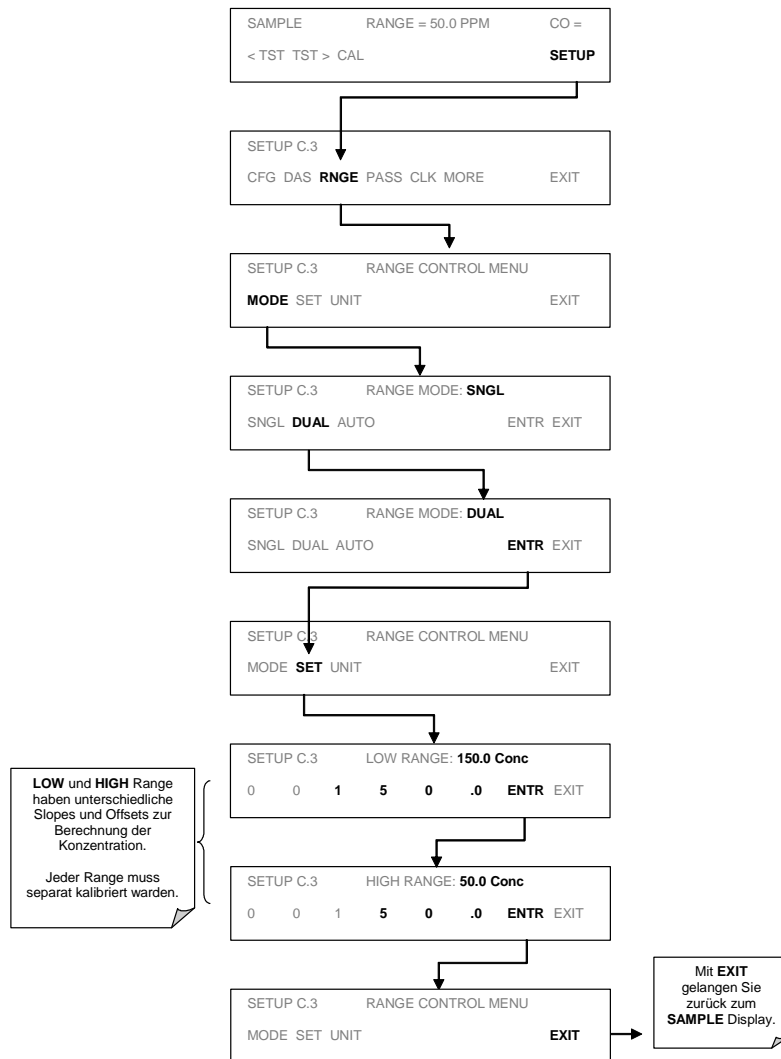 SAMPLE RANGE = 50.0 PPM CO =
< TST TST > CAL SETUP
SETUP C.3
CFG DAS RNGE PASS CLK MORE EXIT
SETUP C.3 RANGE CONTROL MENU
MODE SET UNIT EXIT
SETUP C.3 RANGE MODE: SNGL
SNGL DUAL AUTO ENTR EXIT
SETUP C.3 RANGE MODE: DUAL
SNGL DUAL AUTO ENTR EXIT
SETUP C.3 RANGE CONTROL MENU
MODE SET UNIT EXIT
SETUP C.3 LOW RANGE: 150.0 Conc
0 0 1 5 0 .0 ENTR EXIT
LOW und HIGH Range
haben unterschiedliche
Slopes und Offsets zur
Berechnung der
Konzentration.
Jeder Range muss
separat kalibriert warden.
SETUP C.3 HIGH RANGE: 50.0 Conc
0 0 1 5 0 .0 ENTR EXIT
SETUP C.3 RANGE CONTROL MENU
MODE SET UNIT EXIT
Mit EXIT
gelangen Sie
zurück zum
SAMPLE Display.